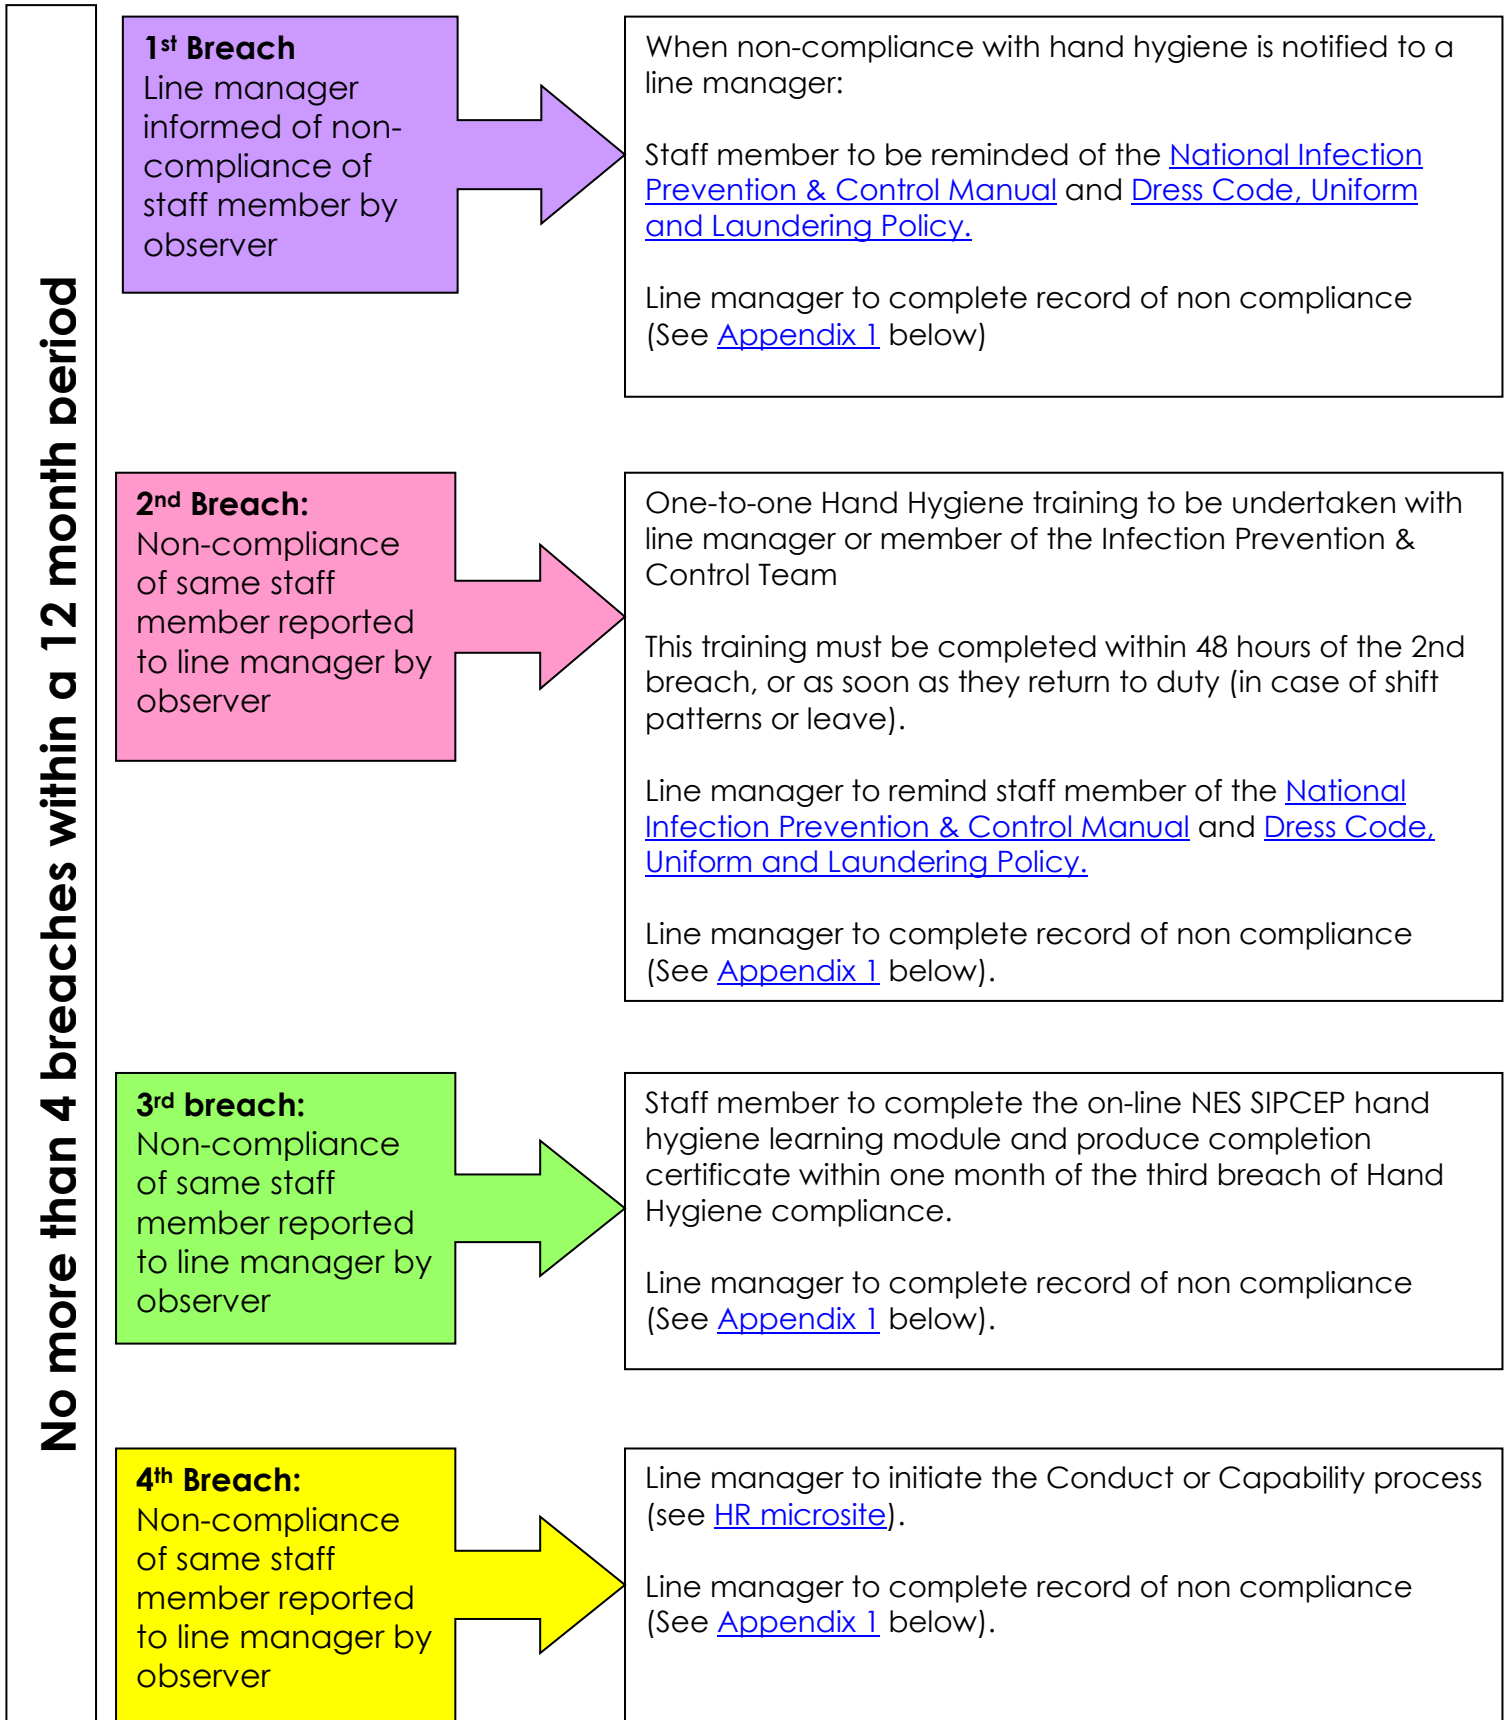 No more than 4 breaches within a 12 month period
1st Breach
Line manager
informed of non-
compliance of
staff member by
observer
When non-compliance with hand hygiene is notified to a
line manager:
Staff member to be reminded of the National Infection
Prevention & Control Manual and Dress Code, Uniform
and Laundering Policy.
Line manager to complete record of non compliance
(See Appendix 1 below)
2nd Breach:
Non-compliance
of same staff
member reported
to line manager by
observer
One-to-one Hand Hygiene training to be undertaken with
line manager or member of the Infection Prevention &
Control Team
This training must be completed within 48 hours of the 2nd
breach, or as soon as they return to duty (in case of shift
patterns or leave).
Line manager to remind staff member of the National
Infection Prevention & Control Manual and Dress Code,
Uniform and Laundering Policy.
Line manager to complete record of non compliance
(See Appendix 1 below).
3rd breach:
Non-compliance
of same staff
member reported
to line manager by
observer
Staff member to complete the on-line NES SIPCEP hand
hygiene learning module and produce completion
certificate within one month of the third breach of Hand
Hygiene compliance.
Line manager to complete record of non compliance
(See Appendix 1 below).
4th Breach:
Non-compliance
of same staff
member reported
to line manager by
observer
Line manager to initiate the Conduct or Capability process
(see HR microsite).
Line manager to complete record of non compliance
(See Appendix 1 below).